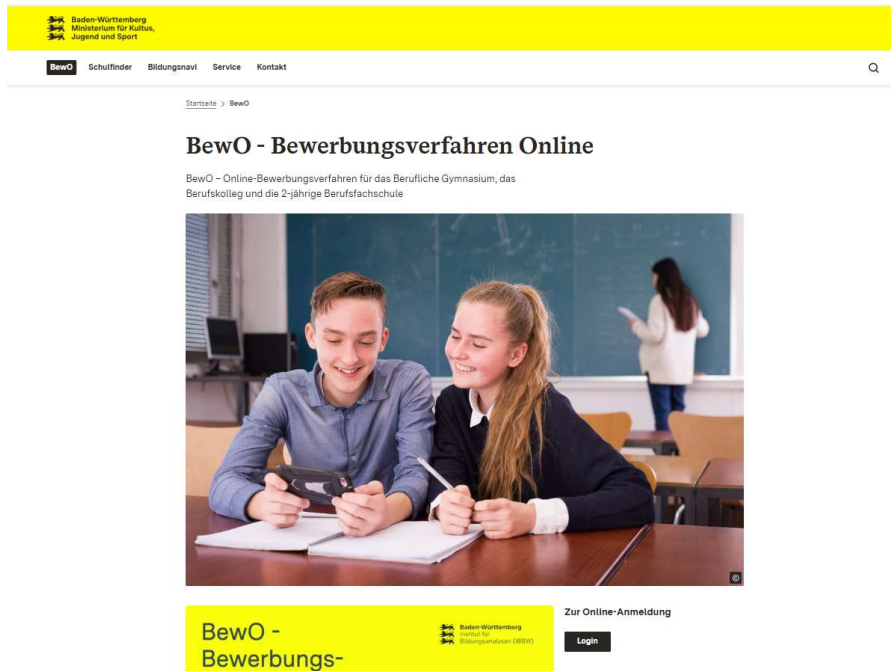 Baden-Württemberg
Ministerium für Kultus,
Jugend und Sport
BewO Schulfinder Bildungsnavi Service Kontakt
Startseite > BewO
BewO - Bewerbungsverfahren Online
BewO – Online-Bewerbungsverfahren für das Berufliche Gymnasium, das
Berufskolleg und die 2-jährige Berufsfachschule
©
BewO -
Bewerbungs-
Baden-Württemberg
Institut für
Bildungsanalysen (IBBW)
Zur Online-Anmeldung
Login